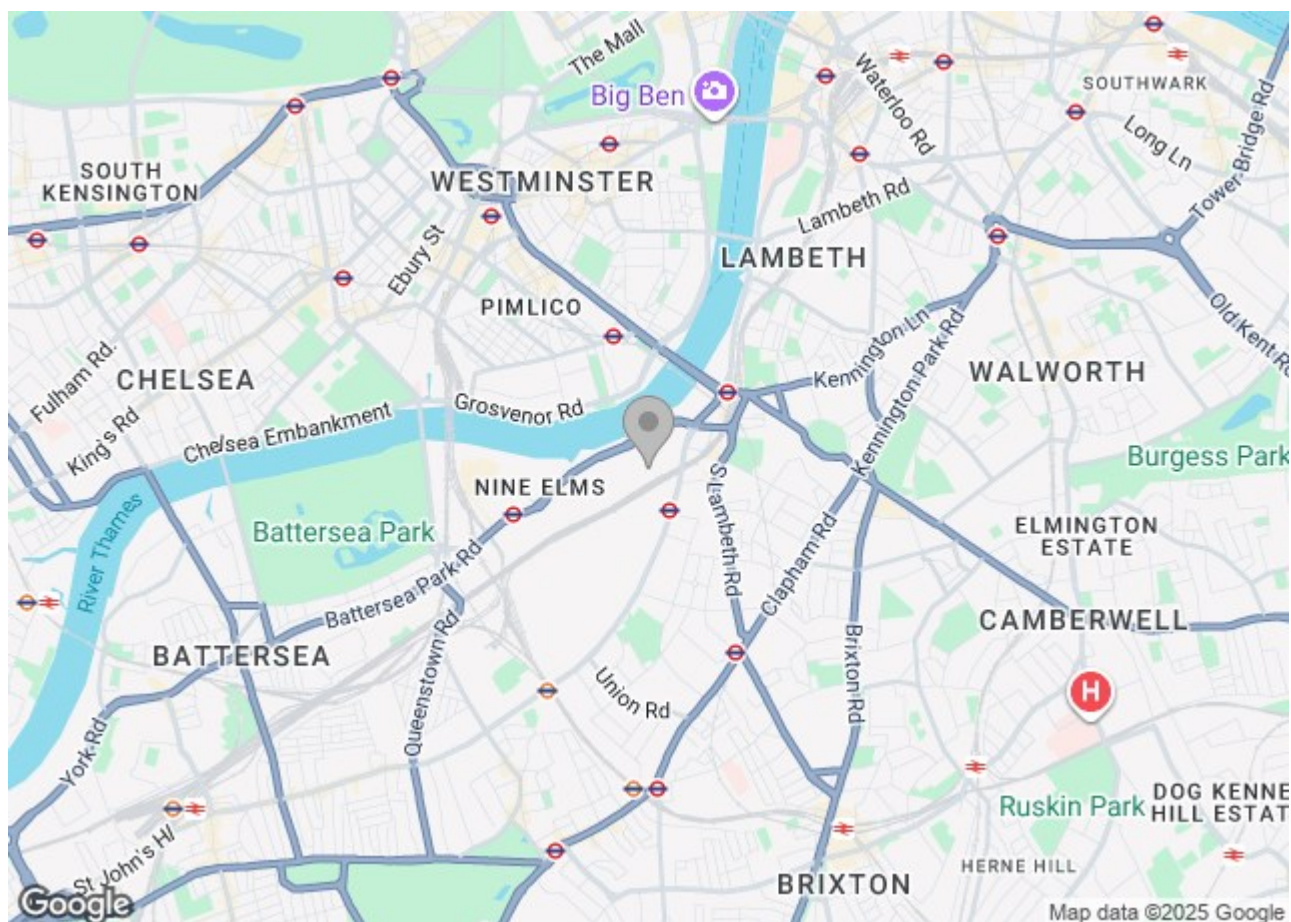 The Mall
Big Ben
Waterloo Rd
SOUTHWARK
Long Ln
Tower Bridge Rd
SOUTH
KENSINGTON
WESTMINSTER
Lambeth Rd
Ebury St
LAMBETH
PIMLICO
Old Kent Rd
Kennington Ln
Kennington Park Rd
WALWORTH
Fulham Rd.
CHELSEA
King's Rd
Chelsea Embankment
Grosvenor Rd
Burgess Park
NINE ELMS
Battersea Park
S Lambeth Rd
Clapham Rd
ELMINGTON
ESTATE
River Thames
Battersea Park Rd
CAMBERWELL
BATTERSEA
Queenstown Rd
Union Rd
Brixton Rd
H
York Rd
St John's Hl
Ruskin Park
DOG KENNE
HILL ESTAT
HERNE HILL
BRIXTON
Google
Map data ©2025 Google